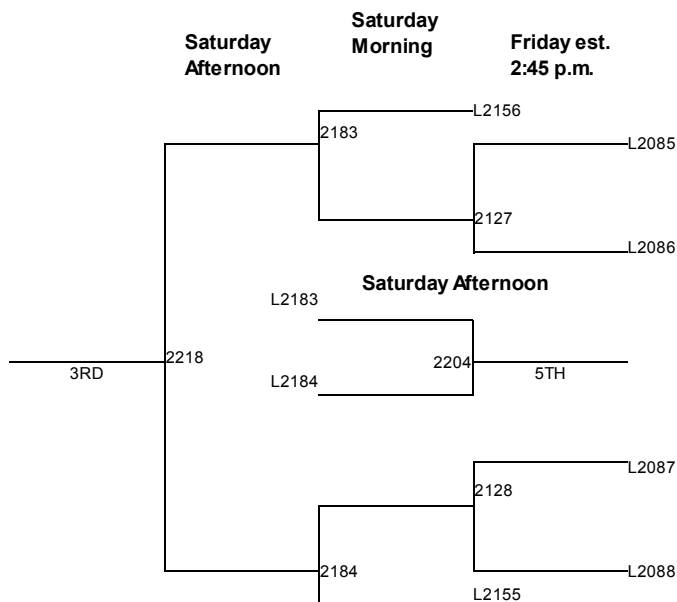 Saturday
Morning
Saturday
Afternoon
Friday est.
2:45 p.m.
L2156
2183
L2085
2127
L2086
Saturday Afternoon
L2183
2218
2204
3RD
L2184
5TH
L2087
2128
2184
L2088
L2155